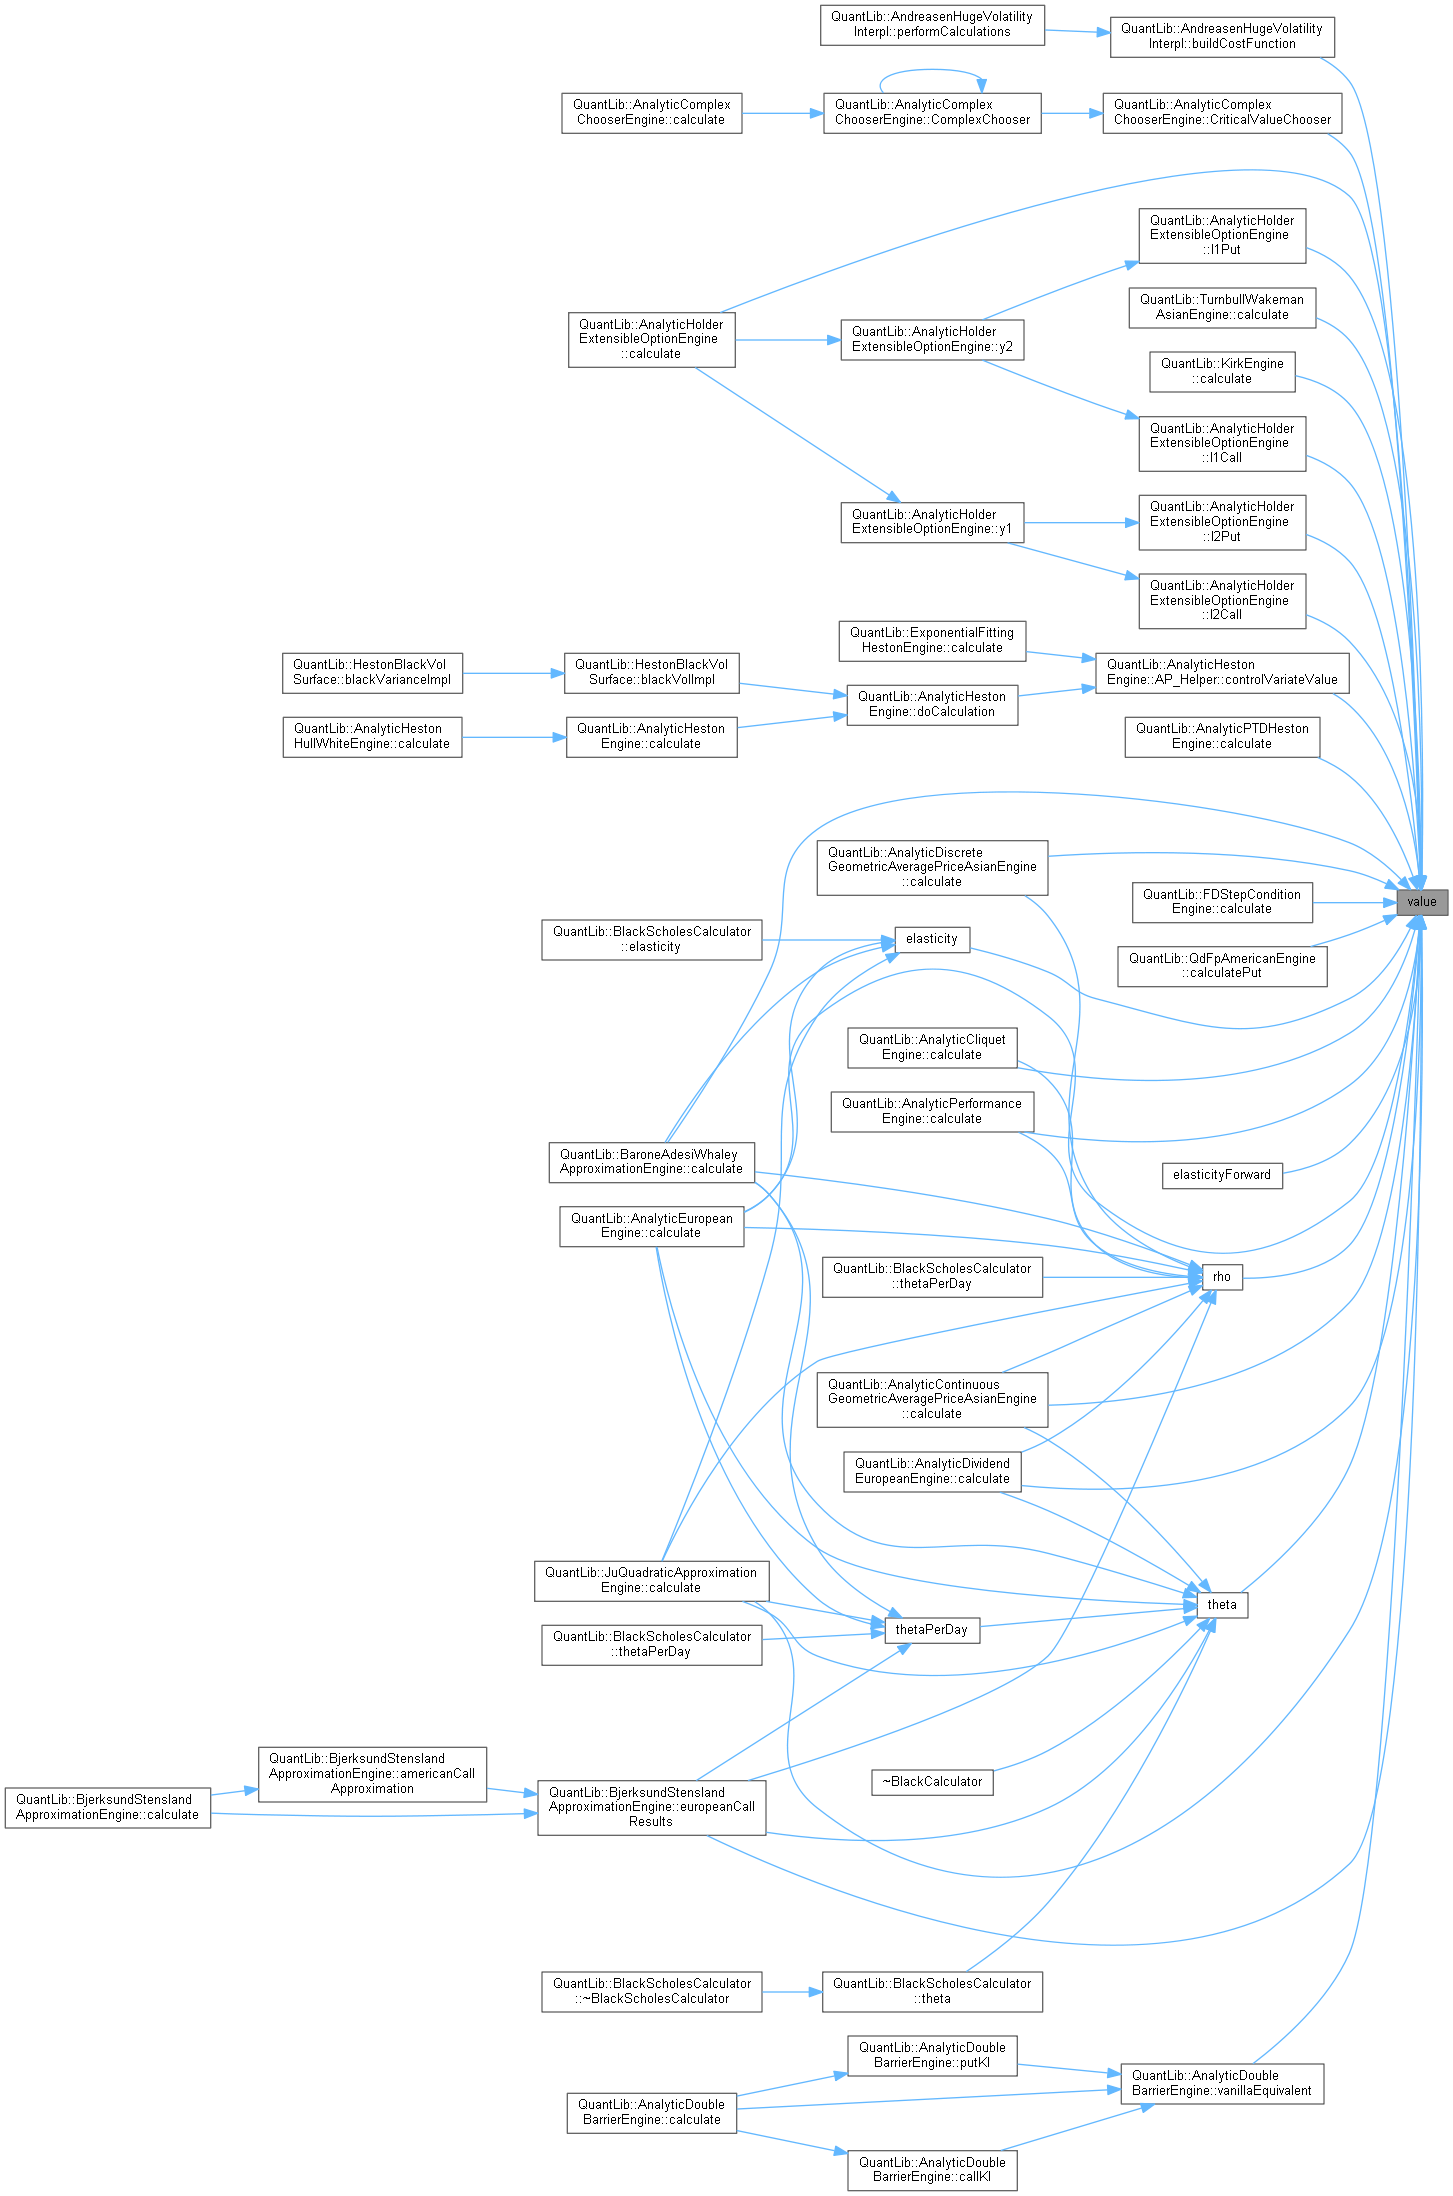 QuantLib::AndreasenHugeVolatility
Interpl::performCalculations
QuantLib::AndreasenHugeVolatility
Interpl::buildCostFunction
QuantLib::AnalyticComplex
ChooserEngine::calculate
QuantLib::AnalyticComplex
ChooserEngine::ComplexChooser
QuantLib::AnalyticComplex
ChooserEngine::CriticalValueChooser
QuantLib::AnalyticHolder
ExtensibleOptionEngine
::I1Put
QuantLib::TurnbullWakeman
AsianEngine::calculate
QuantLib::AnalyticHolder
ExtensibleOptionEngine
::calculate
QuantLib::AnalyticHolder
ExtensibleOptionEngine::y2
QuantLib::KirkEngine
::calculate
QuantLib::AnalyticHolder
ExtensibleOptionEngine
::I1Call
QuantLib::AnalyticHolder
ExtensibleOptionEngine::y1
QuantLib::AnalyticHolder
ExtensibleOptionEngine
::I2Put
QuantLib::AnalyticHolder
ExtensibleOptionEngine
::I2Call
QuantLib::ExponentialFitting
HestonEngine::calculate
QuantLib::HestonBlackVol
Surface::blackVarianceImpl
QuantLib::HestonBlackVol
Surface::blackVolImpl
QuantLib::AnalyticHeston
Engine::AP_Helper::controlVariateValue
QuantLib::AnalyticHeston
Engine::doCalculation
QuantLib::AnalyticHeston
HullWhiteEngine::calculate
QuantLib::AnalyticHeston
Engine::calculate
QuantLib::AnalyticPTDHeston
Engine::calculate
QuantLib::AnalyticDiscrete
GeometricAveragePriceAsianEngine
::calculate
QuantLib::FDStepCondition
Engine::calculate
value
QuantLib::BlackScholesCalculator
::elasticity
elasticity
QuantLib::QdFpAmericanEngine
::calculatePut
QuantLib::AnalyticCliquet
Engine::calculate
QuantLib::AnalyticPerformance
Engine::calculate
QuantLib::BaroneAdesiWhaley
ApproximationEngine::calculate
elasticityForward
QuantLib::AnalyticEuropean
Engine::calculate
QuantLib::BlackScholesCalculator
::thetaPerDay
rho
QuantLib::AnalyticContinuous
GeometricAveragePriceAsianEngine
::calculate
QuantLib::AnalyticDividend
EuropeanEngine::calculate
QuantLib::JuQuadraticApproximation
Engine::calculate
theta
thetaPerDay
QuantLib::BlackScholesCalculator
::thetaPerDay
QuantLib::BjerksundStensland
ApproximationEngine::americanCall
Approximation
~BlackCalculator
QuantLib::BjerksundStensland
ApproximationEngine::calculate
QuantLib::BjerksundStensland
ApproximationEngine::europeanCall
Results
QuantLib::BlackScholesCalculator
::~BlackScholesCalculator
QuantLib::BlackScholesCalculator
::theta
QuantLib::AnalyticDouble
BarrierEngine::putKI
QuantLib::AnalyticDouble
BarrierEngine::vanillaEquivalent
QuantLib::AnalyticDouble
BarrierEngine::calculate
QuantLib::AnalyticDouble
BarrierEngine::callKI